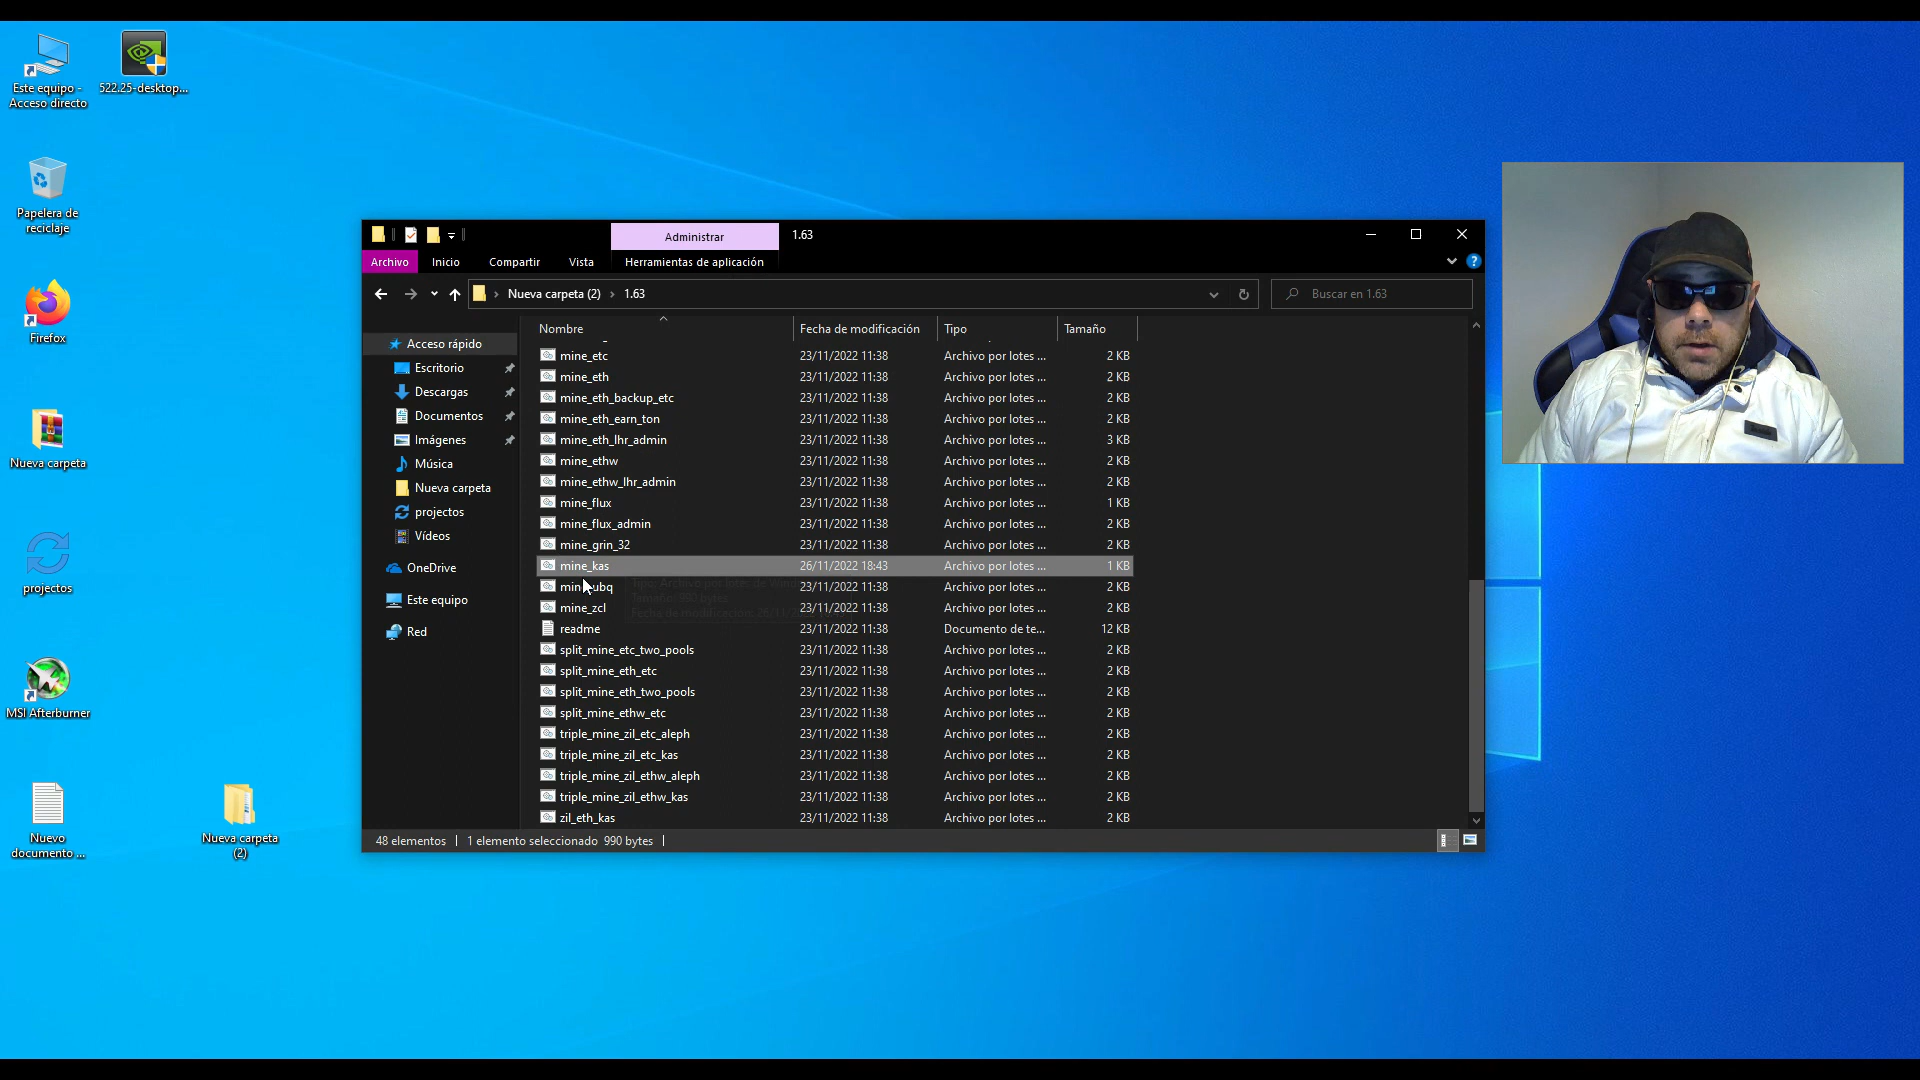 Este equipo -
Acceso directo
522.25-desktop...
Papelera de
reciclaje
Firefox
Nueva carpeta
projectos
MSI Afterburner
Nuevo
documento ...
Nueva carpeta
(2)
Administrar
1.63
Archivo
Inicio
Compartir
Vista
Herramientas de aplicación
Nueva carpeta (2) › 1.63
Buscar en 1.63
Acceso rápido
Escritorio
Descargas
Documentos
Imágenes
Música
Nueva carpeta
projectos
Vídeos
OneDrive
Este equipo
Red
Nombre Fecha de modificación Tipo Tamaño
mine_etc 23/11/2022 11:38 Archivo por lotes ... 2 KB
mine_eth 23/11/2022 11:38 Archivo por lotes ... 2 KB
mine_eth_backup_etc 23/11/2022 11:38 Archivo por lotes ... 2 KB
mine_eth_earn_ton 23/11/2022 11:38 Archivo por lotes ... 2 KB
mine_eth_lhr_admin 23/11/2022 11:38 Archivo por lotes ... 3 KB
mine_ethw 23/11/2022 11:38 Archivo por lotes ... 2 KB
mine_ethw_lhr_admin 23/11/2022 11:38 Archivo por lotes ... 2 KB
mine_flux 23/11/2022 11:38 Archivo por lotes ... 1 KB
mine_flux_admin 23/11/2022 11:38 Archivo por lotes ... 2 KB
mine_grin_32 23/11/2022 11:38 Archivo por lotes ... 2 KB
mine_kas 26/11/2022 18:43 Archivo por lotes ... 1 KB
23/11/2022 11:38 Archivo por lotes ... 2 KB
mine_zcl 23/11/2022 11:38 Archivo por lotes ... 2 KB
readme 23/11/2022 11:38 Documento de te... 12 KB
split_mine_etc_two_pools 23/11/2022 11:38 Archivo por lotes ... 2 KB
split_mine_eth_etc 23/11/2022 11:38 Archivo por lotes ... 2 KB
split_mine_eth_two_pools 23/11/2022 11:38 Archivo por lotes ... 2 KB
split_mine_ethw_etc 23/11/2022 11:38 Archivo por lotes ... 2 KB
triple_mine_zil_etc_aleph 23/11/2022 11:38 Archivo por lotes ... 2 KB
triple_mine_zil_etc_kas 23/11/2022 11:38 Archivo por lotes ... 2 KB
triple_mine_zil_ethw_aleph 23/11/2022 11:38 Archivo por lotes ... 2 KB
triple_mine_zil_ethw_kas 23/11/2022 11:38 Archivo por lotes ... 2 KB
zil_eth_kas 23/11/2022 11:38 Archivo por lotes ... 2 KB
48 elementos
1 elemento seleccionado 990 bytes